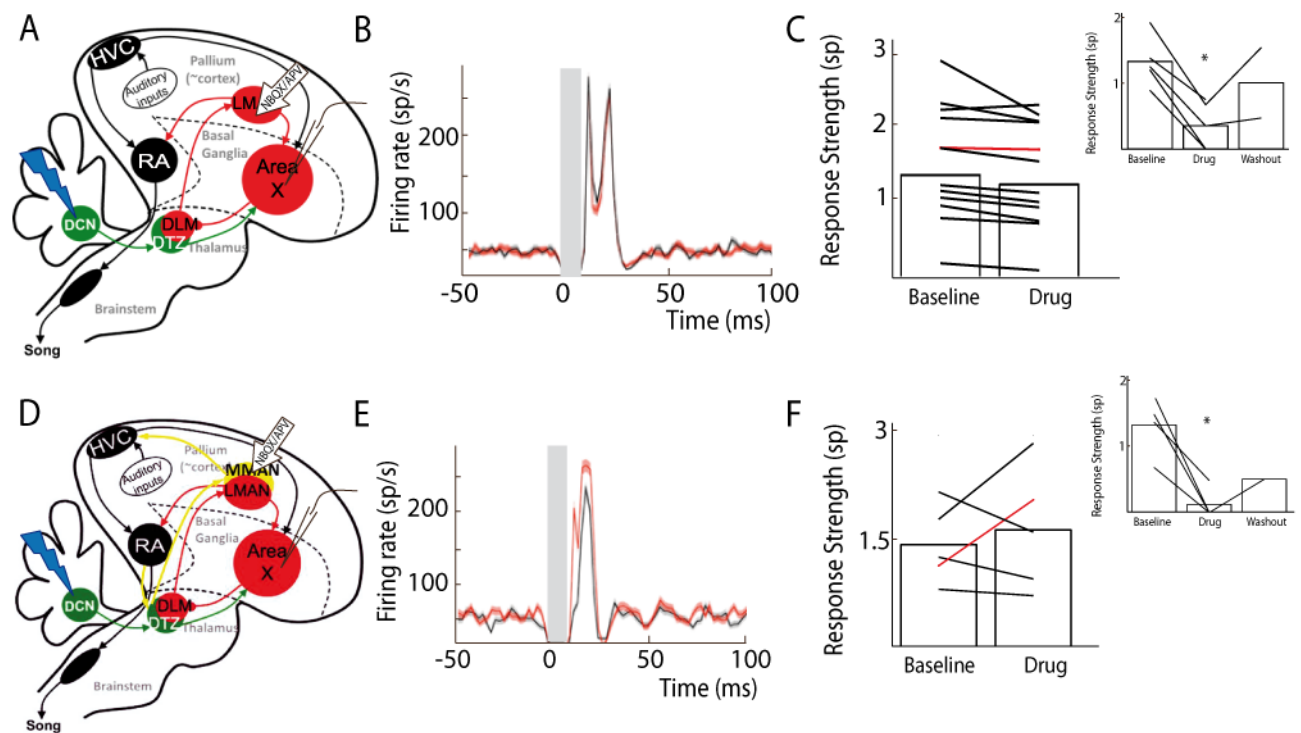 A
HVC
Pallium
(~cortex)
Auditory
inputs
NBQX/APV
LM
Basal
Ganglia
RA
Area
X
DCN
DLM
DTZ
Thalamus
Brainstem
Song
B
Firing rate (sp/s)
200
100
-50
0
50
100
Time (ms)
C
Response Strength (sp)
3
2
1
Baseline
Drug
Response Strength (sp)
2
1
*
Baseline
Drug
Washout
D
HVC
Pallium
(~cortex
Auditory
inputs
NBQX/APV
MMAN
LMAN
Basal
Ganglia
RA
Area
X
DCN
DLM
DTZ
Thalamus
Brainstem
Song
E
Firing rate (sp/s)
200
100
-50
0
50
100
Time (ms)
F
Response Strength (sp)
3
1.5
Baseline
Drug
Response Strength (sp)
2
1
*
Baseline
Drug
Washout